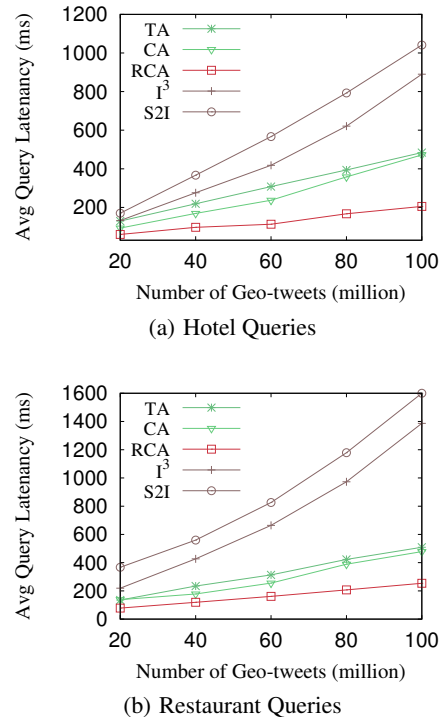 1200
1000
800
600
400
200
Avg Query Latenancy (ms)
TA
CA
RCA
I³
S2I
20 40 60 80 100
Number of Geo-tweets (million)
(a) Hotel Queries
1600
1400
1200
1000
800
600
400
200
0
Avg Query Latenancy (ms)
TA
CA
RCA
I³
S2I
20 40 60 80 100
Number of Geo-tweets (million)
(b) Restaurant Queries